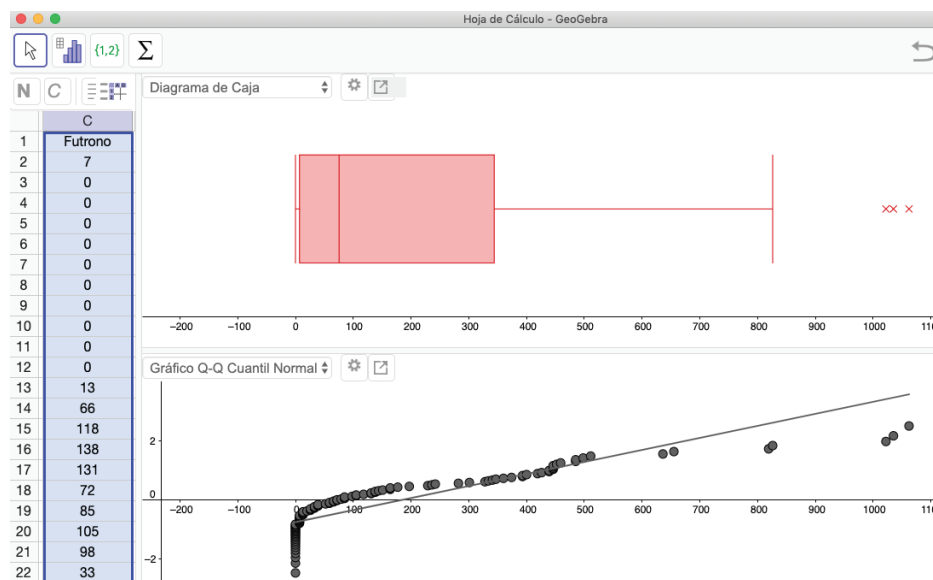 Hoja de Cálculo - GeoGebra
{1,2} Σ
N C
Diagrama de Caja
C
1 Futrono
2 7
3 0
4 0
5 0
6 0
7 0
8 0
9 0
10 0
11 0
12 0
13 13
14 66
15 118
16 138
17 131
18 72
19 85
20 105
21 98
22 33
−200 −100 0 100 200 300 400 500 600 700 800 900 1000
Gráfico Q-Q Cuantil Normal
2
0
−200 −100 0 100 200 300 400 500 600 700 800 900 1000
−2